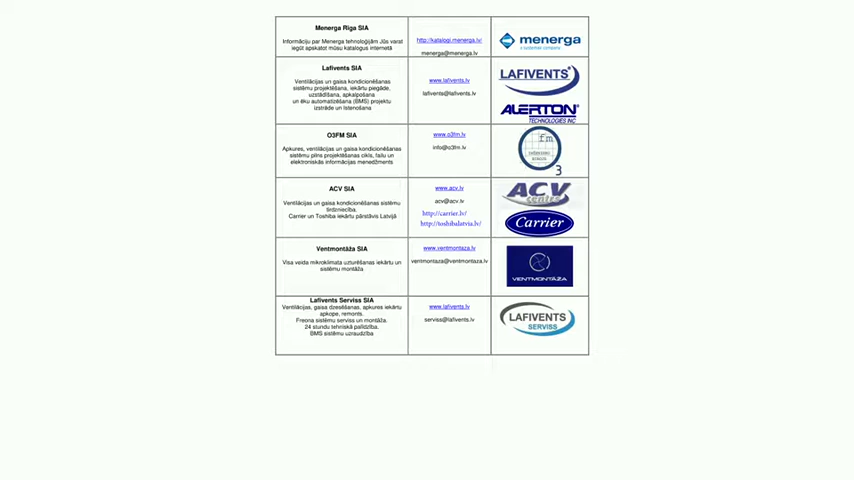 Menerga Rīga SIA
Informāciju par Menerga tehnoloģijām Jūs varat
iegūt apskatot mūsu katalogus internetā
http://katalogi.menerga.lv/
menerga@menerga.lv
menerga
a systemair company
Lafivents SIA
Ventilācijas un gaisa kondicionēšanas
sistēmu projektēšana, iekārtu piegāde,
uzstādīšana, apkalpošana
un ēku automatizēšana (BMS) projektu
izstrāde un īstenošana
www.lafivents.lv
lafivents@lafivents.lv
LAFIVENTS®
ALERTON
TECHNOLOGIES INC
O3FM SIA
Apkures, ventilācijas un gaisa kondicionēšanas
sistēmu pilns projektēšanas cikls, failu un
elektroniskās informācijas menedžments
www.o3fm.lv
info@o3fm.lv
fm
3
ACV SIA
Ventilācijas un gaisa kondicionēšanas sistēmu
tirdzniecība.
Carrier un Toshiba iekārtu pārstāvis Latvijā
www.acv.lv
acv@acv.lv
http://carrier.lv/
http://toshibalatvia.lv/
ACV
centrs
Carrier
Ventmontāža SIA
Visa veida mikroklimata uzturēšanas iekārtu un
sistēmu montāža
www.ventmontaza.lv
ventmontaza@ventmontaza.lv
VENTMONTĀŽA
Lafivents Serviss SIA
Ventilācijas, gaisa dzesēšanas, apkures iekārtu
apkope, remonts.
Freona sistēmu serviss un montāža.
24 stundu tehniskā palīdzība.
BMS sistēmu uzraudzība
www.lafivents.lv
serviss@lafivents.lv
LAFIVENTS
SERVISS